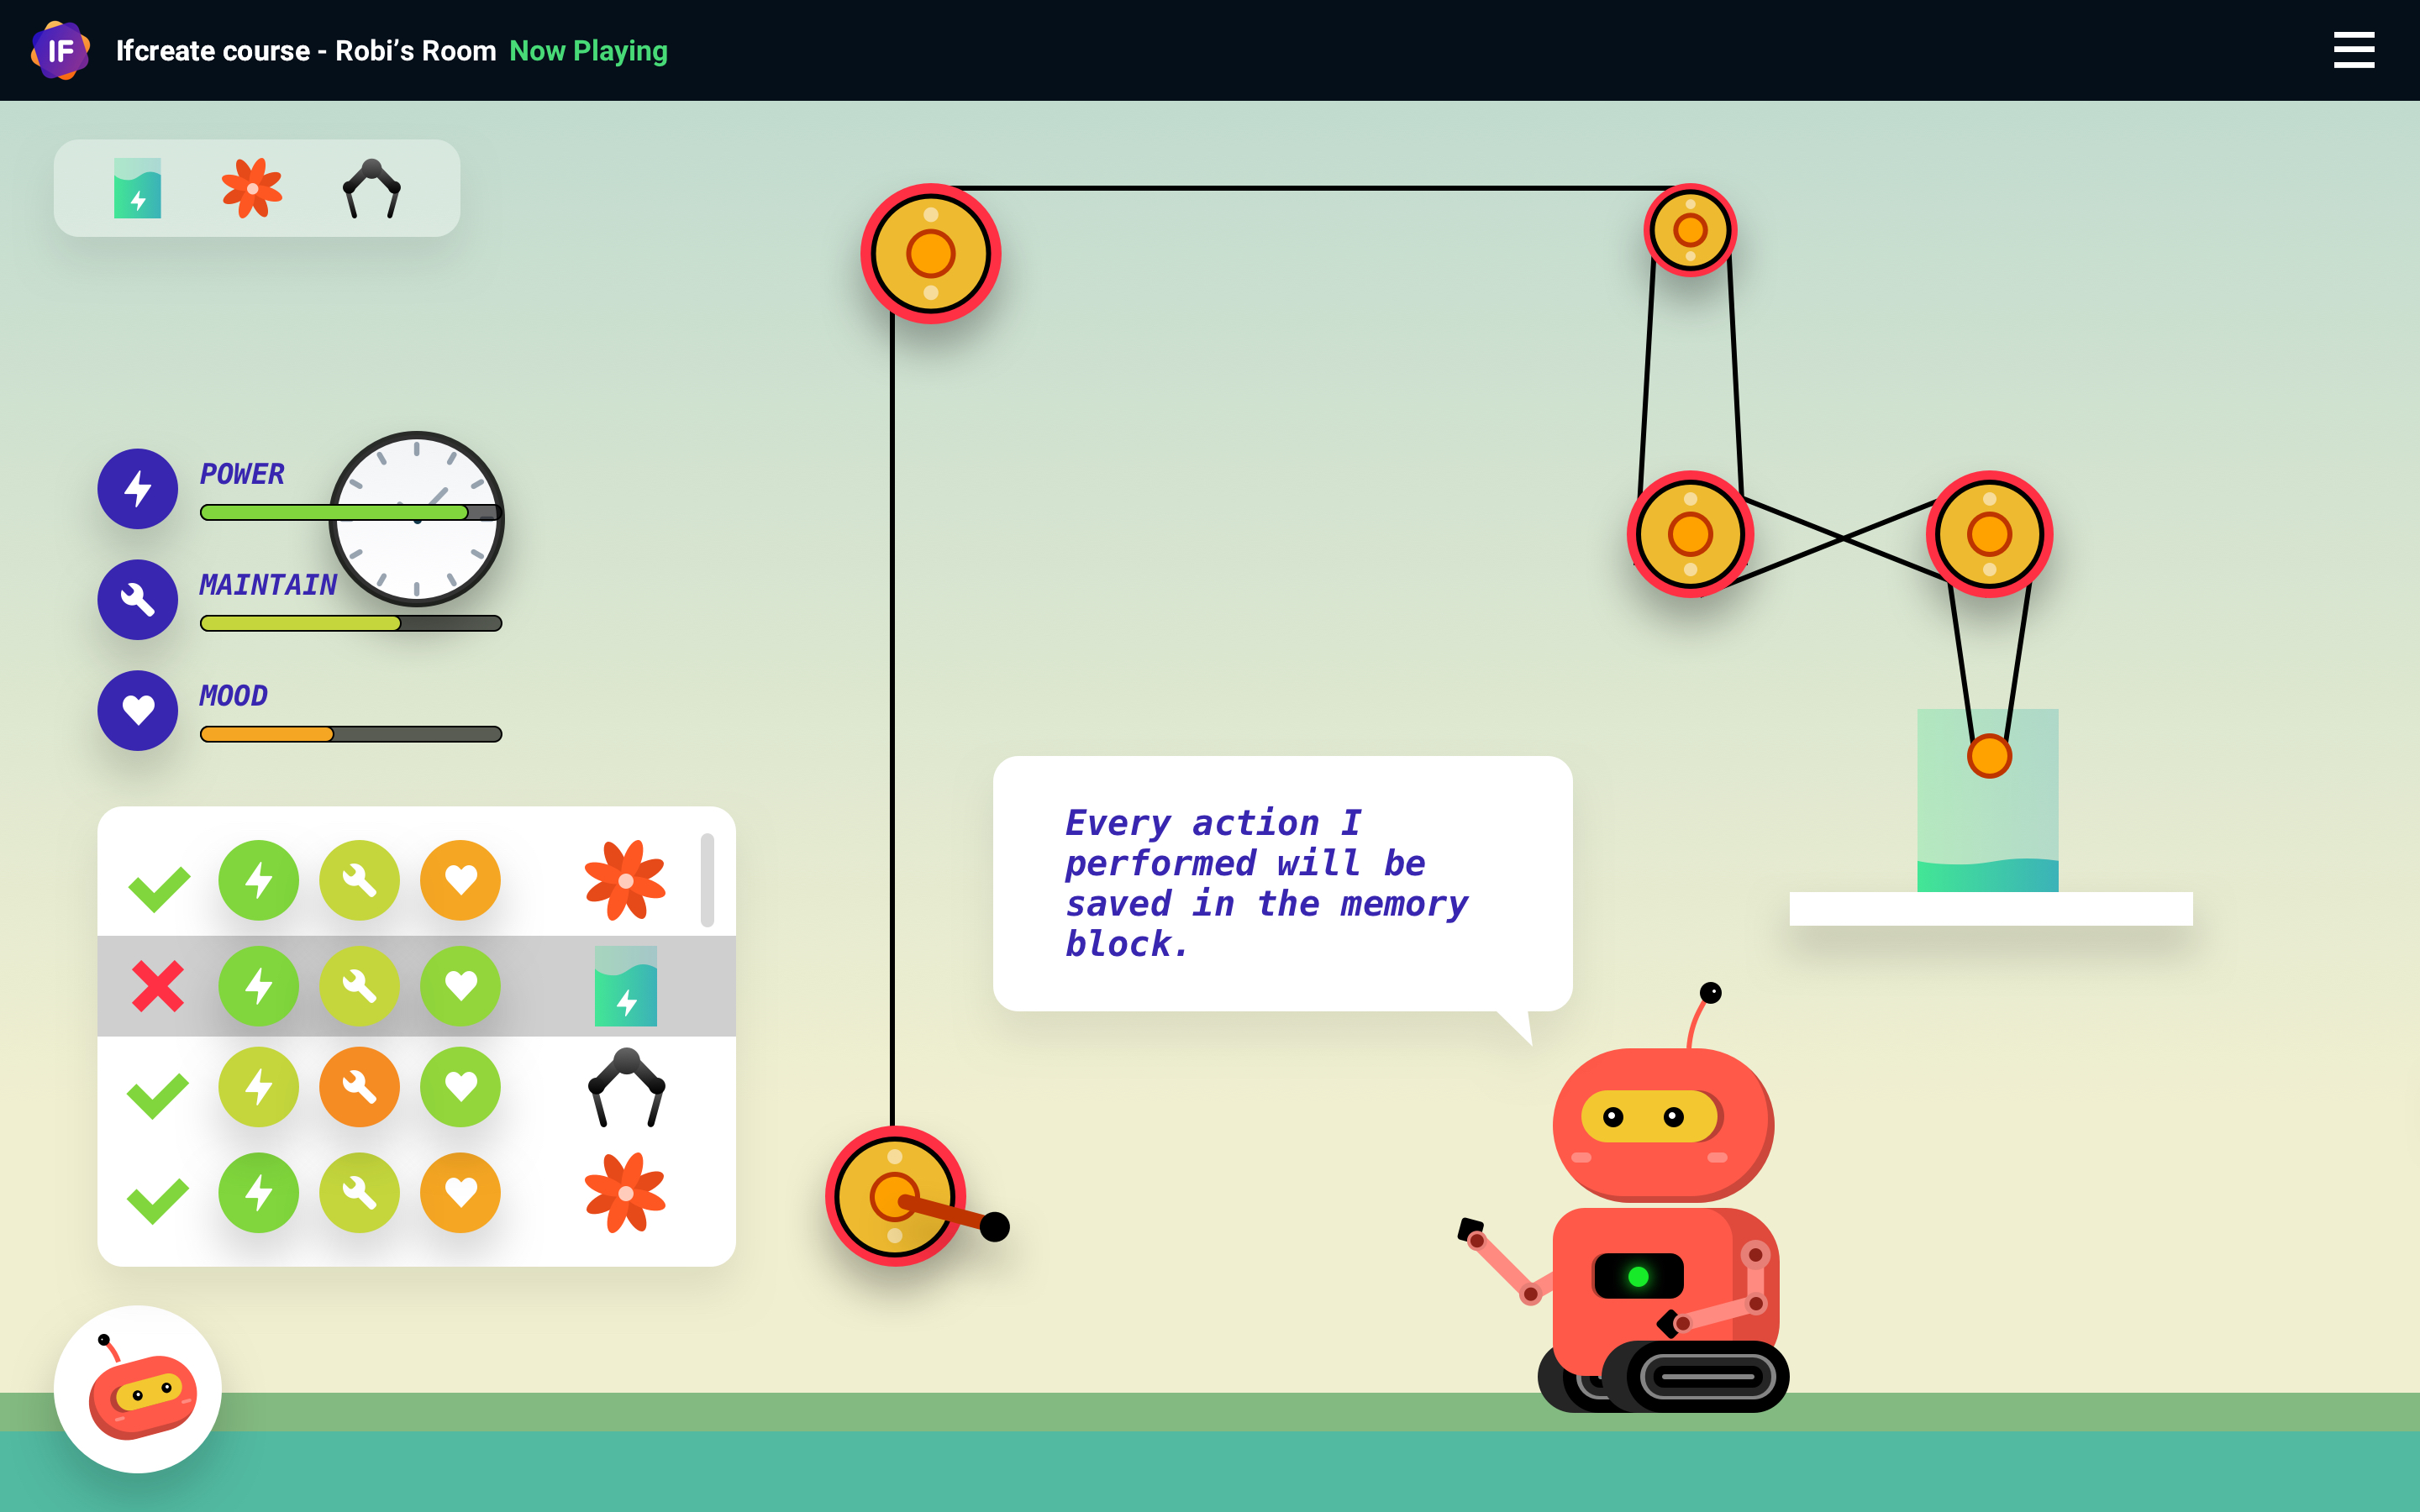 IF
Ifcreate course - Robi’s Room Now Playing
POWER
MAINTAIN
MOOD
Every action I
performed will be
saved in the memory
block.